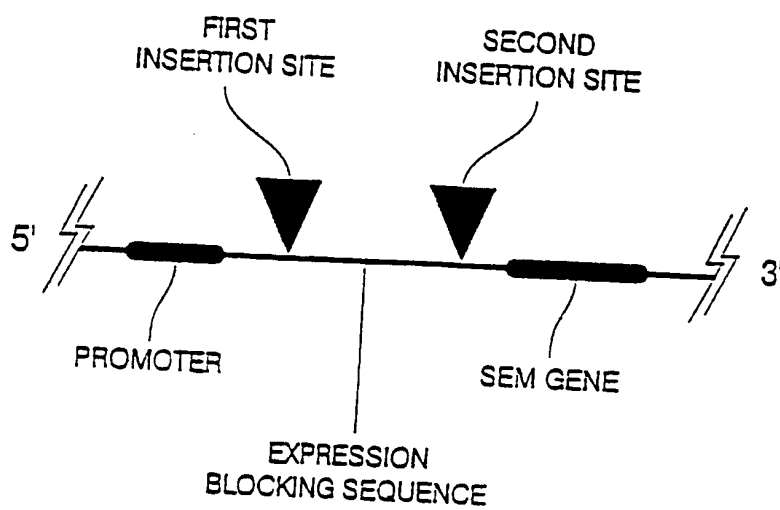 FIRST
INSERTION SITE
SECOND
INSERTION SITE
5'
3'
PROMOTER
SEM GENE
EXPRESSION
BLOCKING SEQUENCE